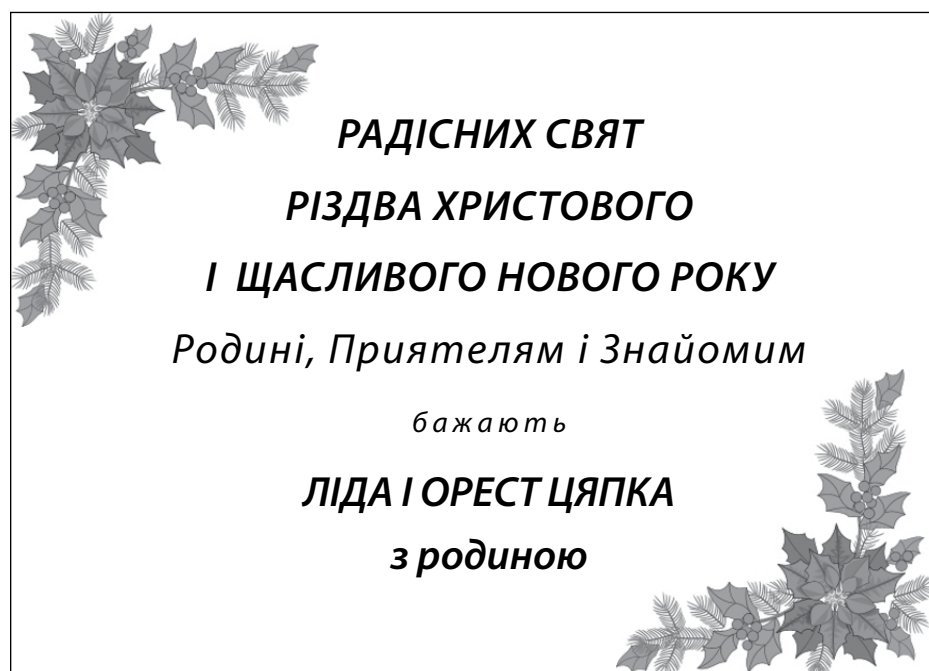 РАДІСНИХ СВЯТ
РІЗДВА ХРИСТОВОГО
І ЩАСЛИВОГО НОВОГО РОКУ
Родині, Приятелям і Знайомим
бажають
ЛІДА І ОРЕСТ ЦЯПКА
з родиною